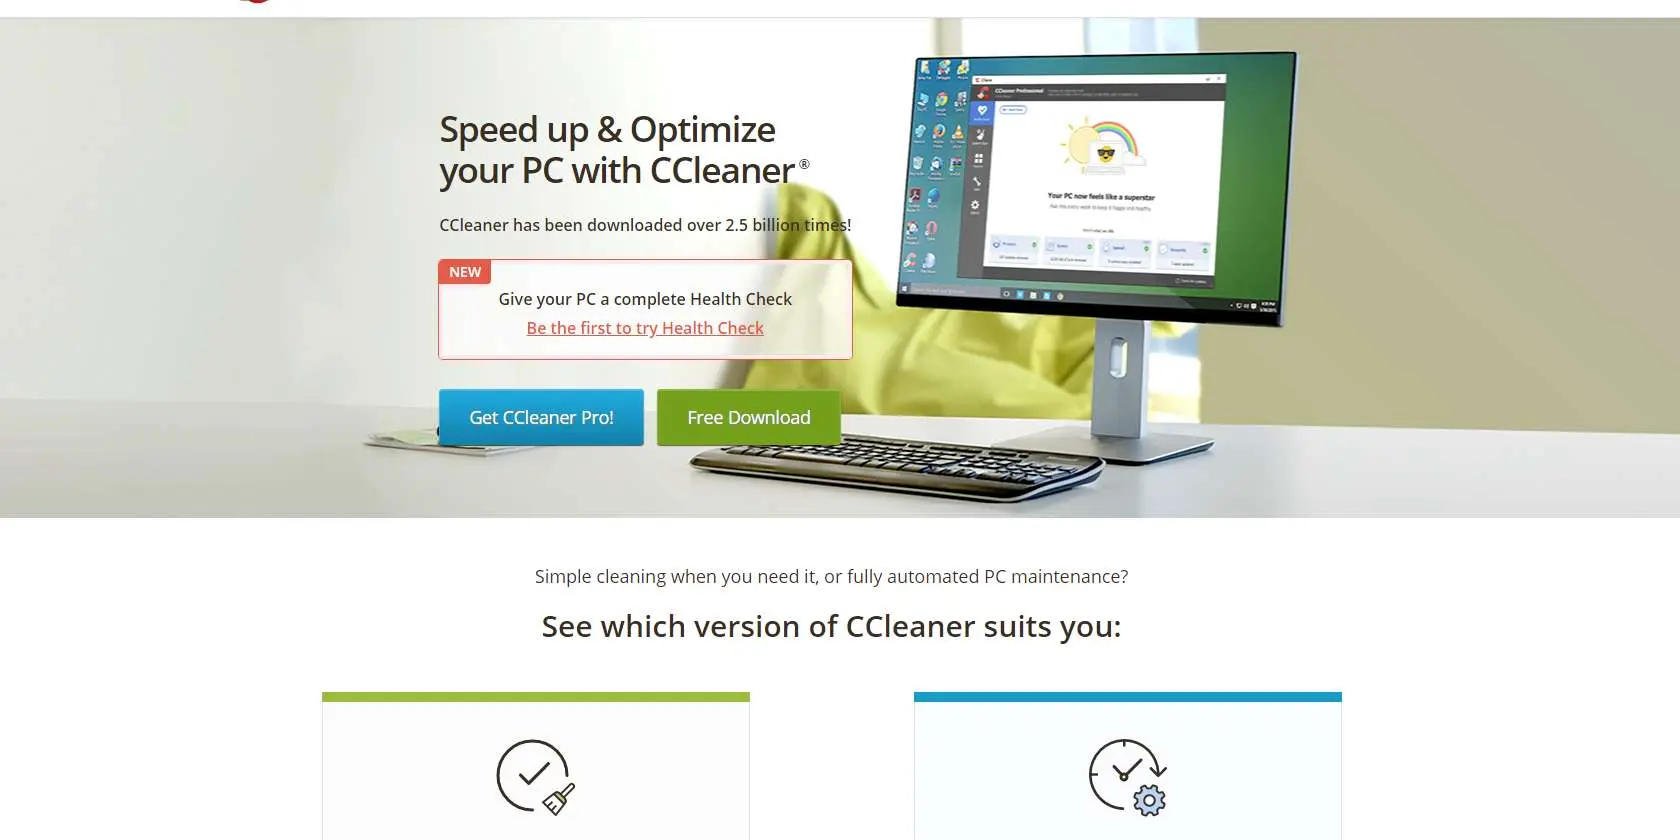 Speed up & Optimize
your PC with CCleaner®
CCleaner has been downloaded over 2.5 billion times!
NEW
Give your PC a complete Health Check
Be the first to try Health Check
Get CCleaner Pro!
Free Download
CCleaner Professional
Your PC now feels like a superstar
Simple cleaning when you need it, or fully automated PC maintenance?
See which version of CCleaner suits you: